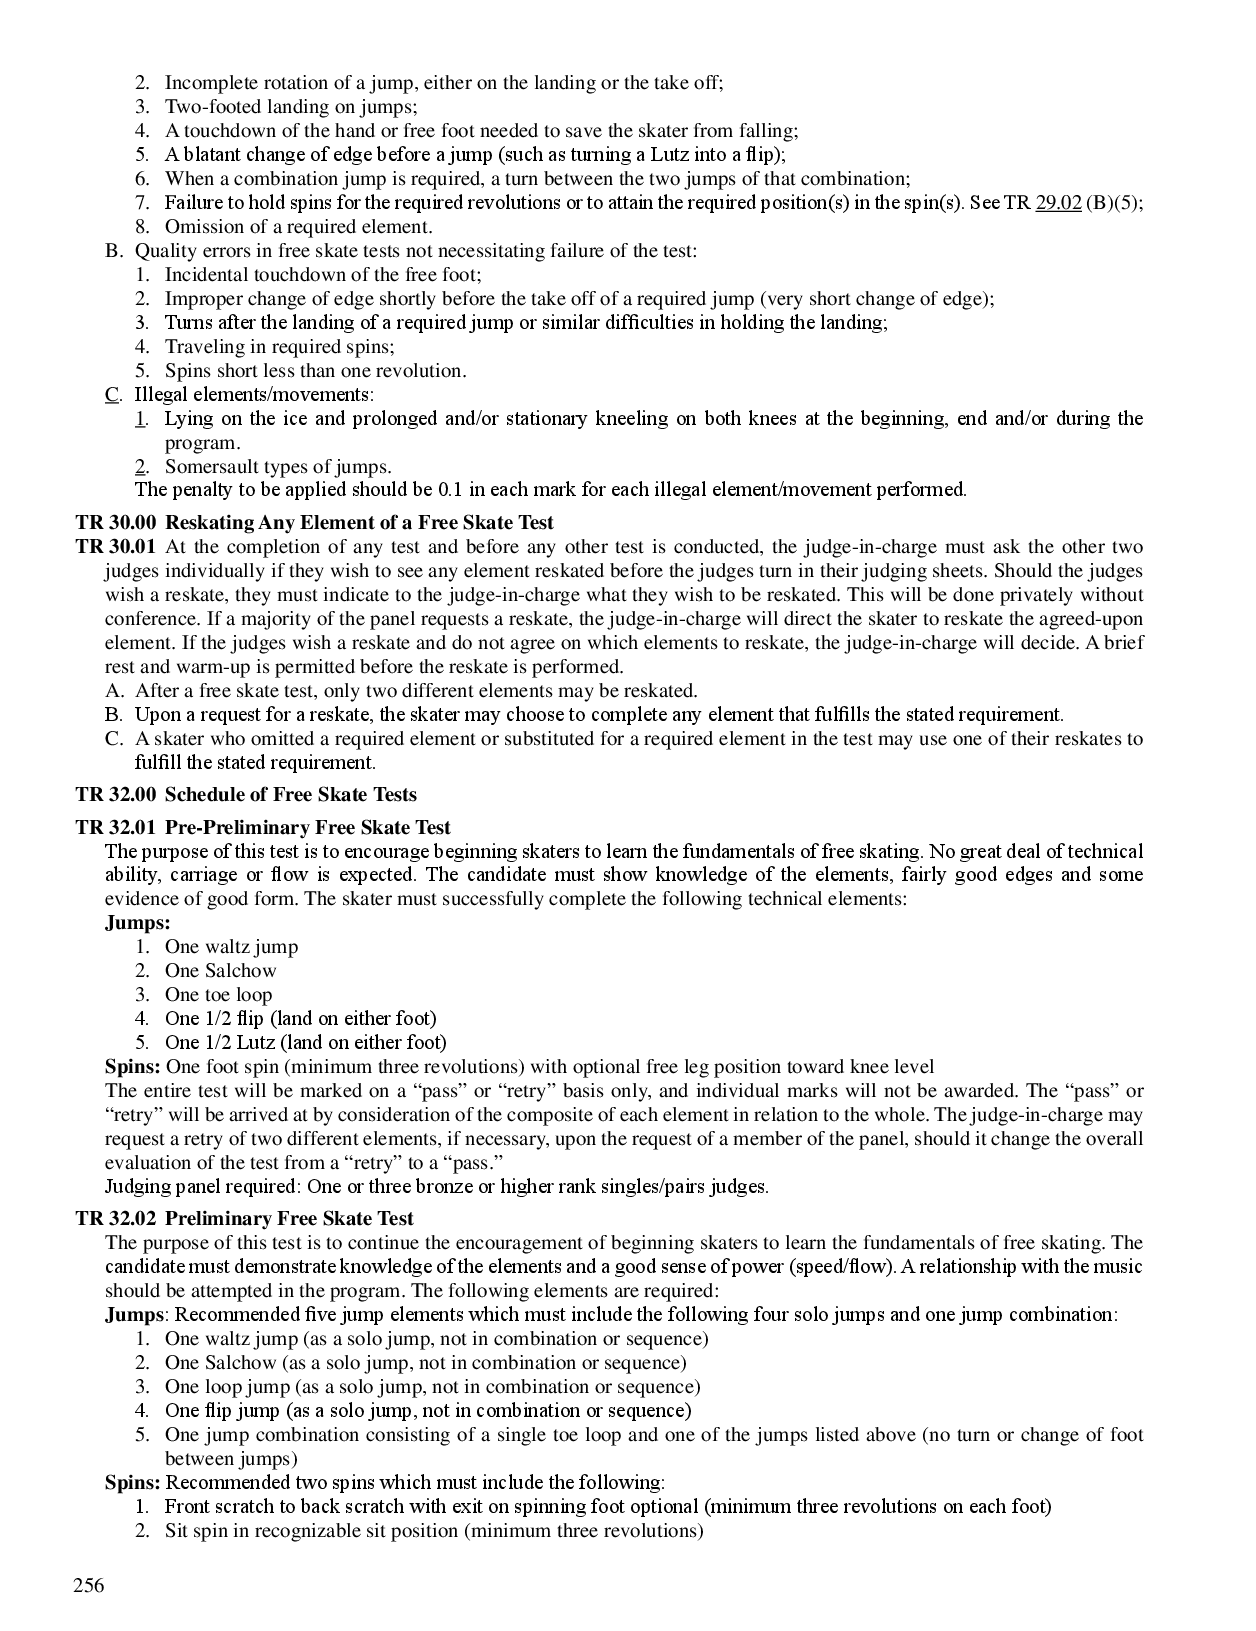 2. Incomplete rotation of a jump, either on the landing or the take off;
3. Two-footed landing on jumps;
4. A touchdown of the hand or free foot needed to save the skater from falling;
5. A blatant change of edge before a jump (such as turning a Lutz into a flip);
6. When a combination jump is required, a turn between the two jumps of that combination;
7. Failure to hold spins for the required revolutions or to attain the required position(s) in the spin(s). See TR 29.02 (B)(5);
8. Omission of a required element.
B. Quality errors in free skate tests not necessitating failure of the test:
1. Incidental touchdown of the free foot;
2. Improper change of edge shortly before the take off of a required jump (very short change of edge);
3. Turns after the landing of a required jump or similar difficulties in holding the landing;
4. Traveling in required spins;
5. Spins short less than one revolution.
C. Illegal elements/movements:
1. Lying on the ice and prolonged and/or stationary kneeling on both knees at the beginning, end and/or during the
program.
2. Somersault types of jumps.
The penalty to be applied should be 0.1 in each mark for each illegal element/movement performed.
TR 30.00 Reskating Any Element of a Free Skate Test
TR 30.01 At the completion of any test and before any other test is conducted, the judge-in-charge must ask the other two
judges individually if they wish to see any element reskated before the judges turn in their judging sheets. Should the judges
wish a reskate, they must indicate to the judge-in-charge what they wish to be reskated. This will be done privately without
conference. If a majority of the panel requests a reskate, the judge-in-charge will direct the skater to reskate the agreed-upon
element. If the judges wish a reskate and do not agree on which elements to reskate, the judge-in-charge will decide. A brief
rest and warm-up is permitted before the reskate is performed.
A. After a free skate test, only two different elements may be reskated.
B. Upon a request for a reskate, the skater may choose to complete any element that fulfills the stated requirement.
C. A skater who omitted a required element or substituted for a required element in the test may use one of their reskates to
fulfill the stated requirement.
TR 32.00 Schedule of Free Skate Tests
TR 32.01 Pre-Preliminary Free Skate Test
The purpose of this test is to encourage beginning skaters to learn the fundamentals of free skating. No great deal of technical
ability, carriage or flow is expected. The candidate must show knowledge of the elements, fairly good edges and some
evidence of good form. The skater must successfully complete the following technical elements:
Jumps:
1. One waltz jump
2. One Salchow
3. One toe loop
4. One 1/2 flip (land on either foot)
5. One 1/2 Lutz (land on either foot)
Spins: One foot spin (minimum three revolutions) with optional free leg position toward knee level
The entire test will be marked on a “pass” or “retry” basis only, and individual marks will not be awarded. The “pass” or
“retry” will be arrived at by consideration of the composite of each element in relation to the whole. The judge-in-charge may
request a retry of two different elements, if necessary, upon the request of a member of the panel, should it change the overall
evaluation of the test from a “retry” to a “pass.”
Judging panel required: One or three bronze or higher rank singles/pairs judges.
TR 32.02 Preliminary Free Skate Test
The purpose of this test is to continue the encouragement of beginning skaters to learn the fundamentals of free skating. The
candidate must demonstrate knowledge of the elements and a good sense of power (speed/flow). A relationship with the music
should be attempted in the program. The following elements are required:
Jumps: Recommended five jump elements which must include the following four solo jumps and one jump combination:
1. One waltz jump (as a solo jump, not in combination or sequence)
2. One Salchow (as a solo jump, not in combination or sequence)
3. One loop jump (as a solo jump, not in combination or sequence)
4. One flip jump (as a solo jump, not in combination or sequence)
5. One jump combination consisting of a single toe loop and one of the jumps listed above (no turn or change of foot
between jumps)
Spins: Recommended two spins which must include the following:
1. Front scratch to back scratch with exit on spinning foot optional (minimum three revolutions on each foot)
2. Sit spin in recognizable sit position (minimum three revolutions)
256